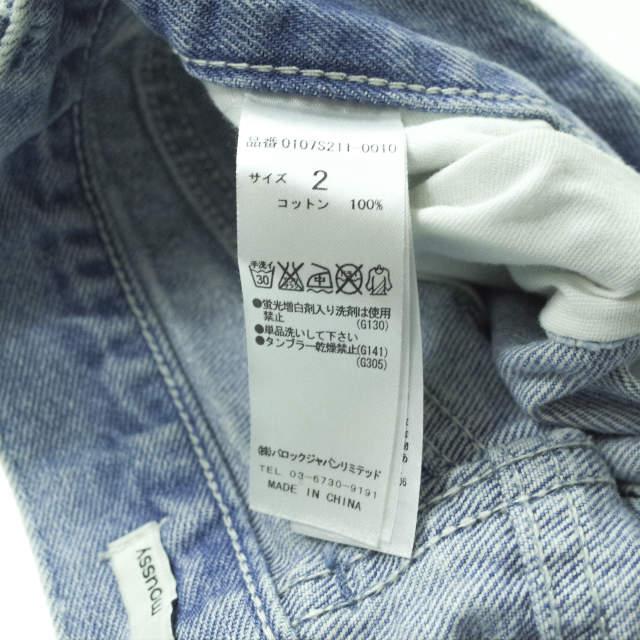 品番 0107S211-0010
サイズ 2
コットン 100%
手洗イ
30
●蛍光増白剤入り洗剤は使用
禁止 (G130)
●単品洗いして下さい
●タンブラー乾燥禁止(G141)
(G305)
㈱バロックジャパンリミテッド
TEL 03-6730-9191
MADE IN CHINA
moussy